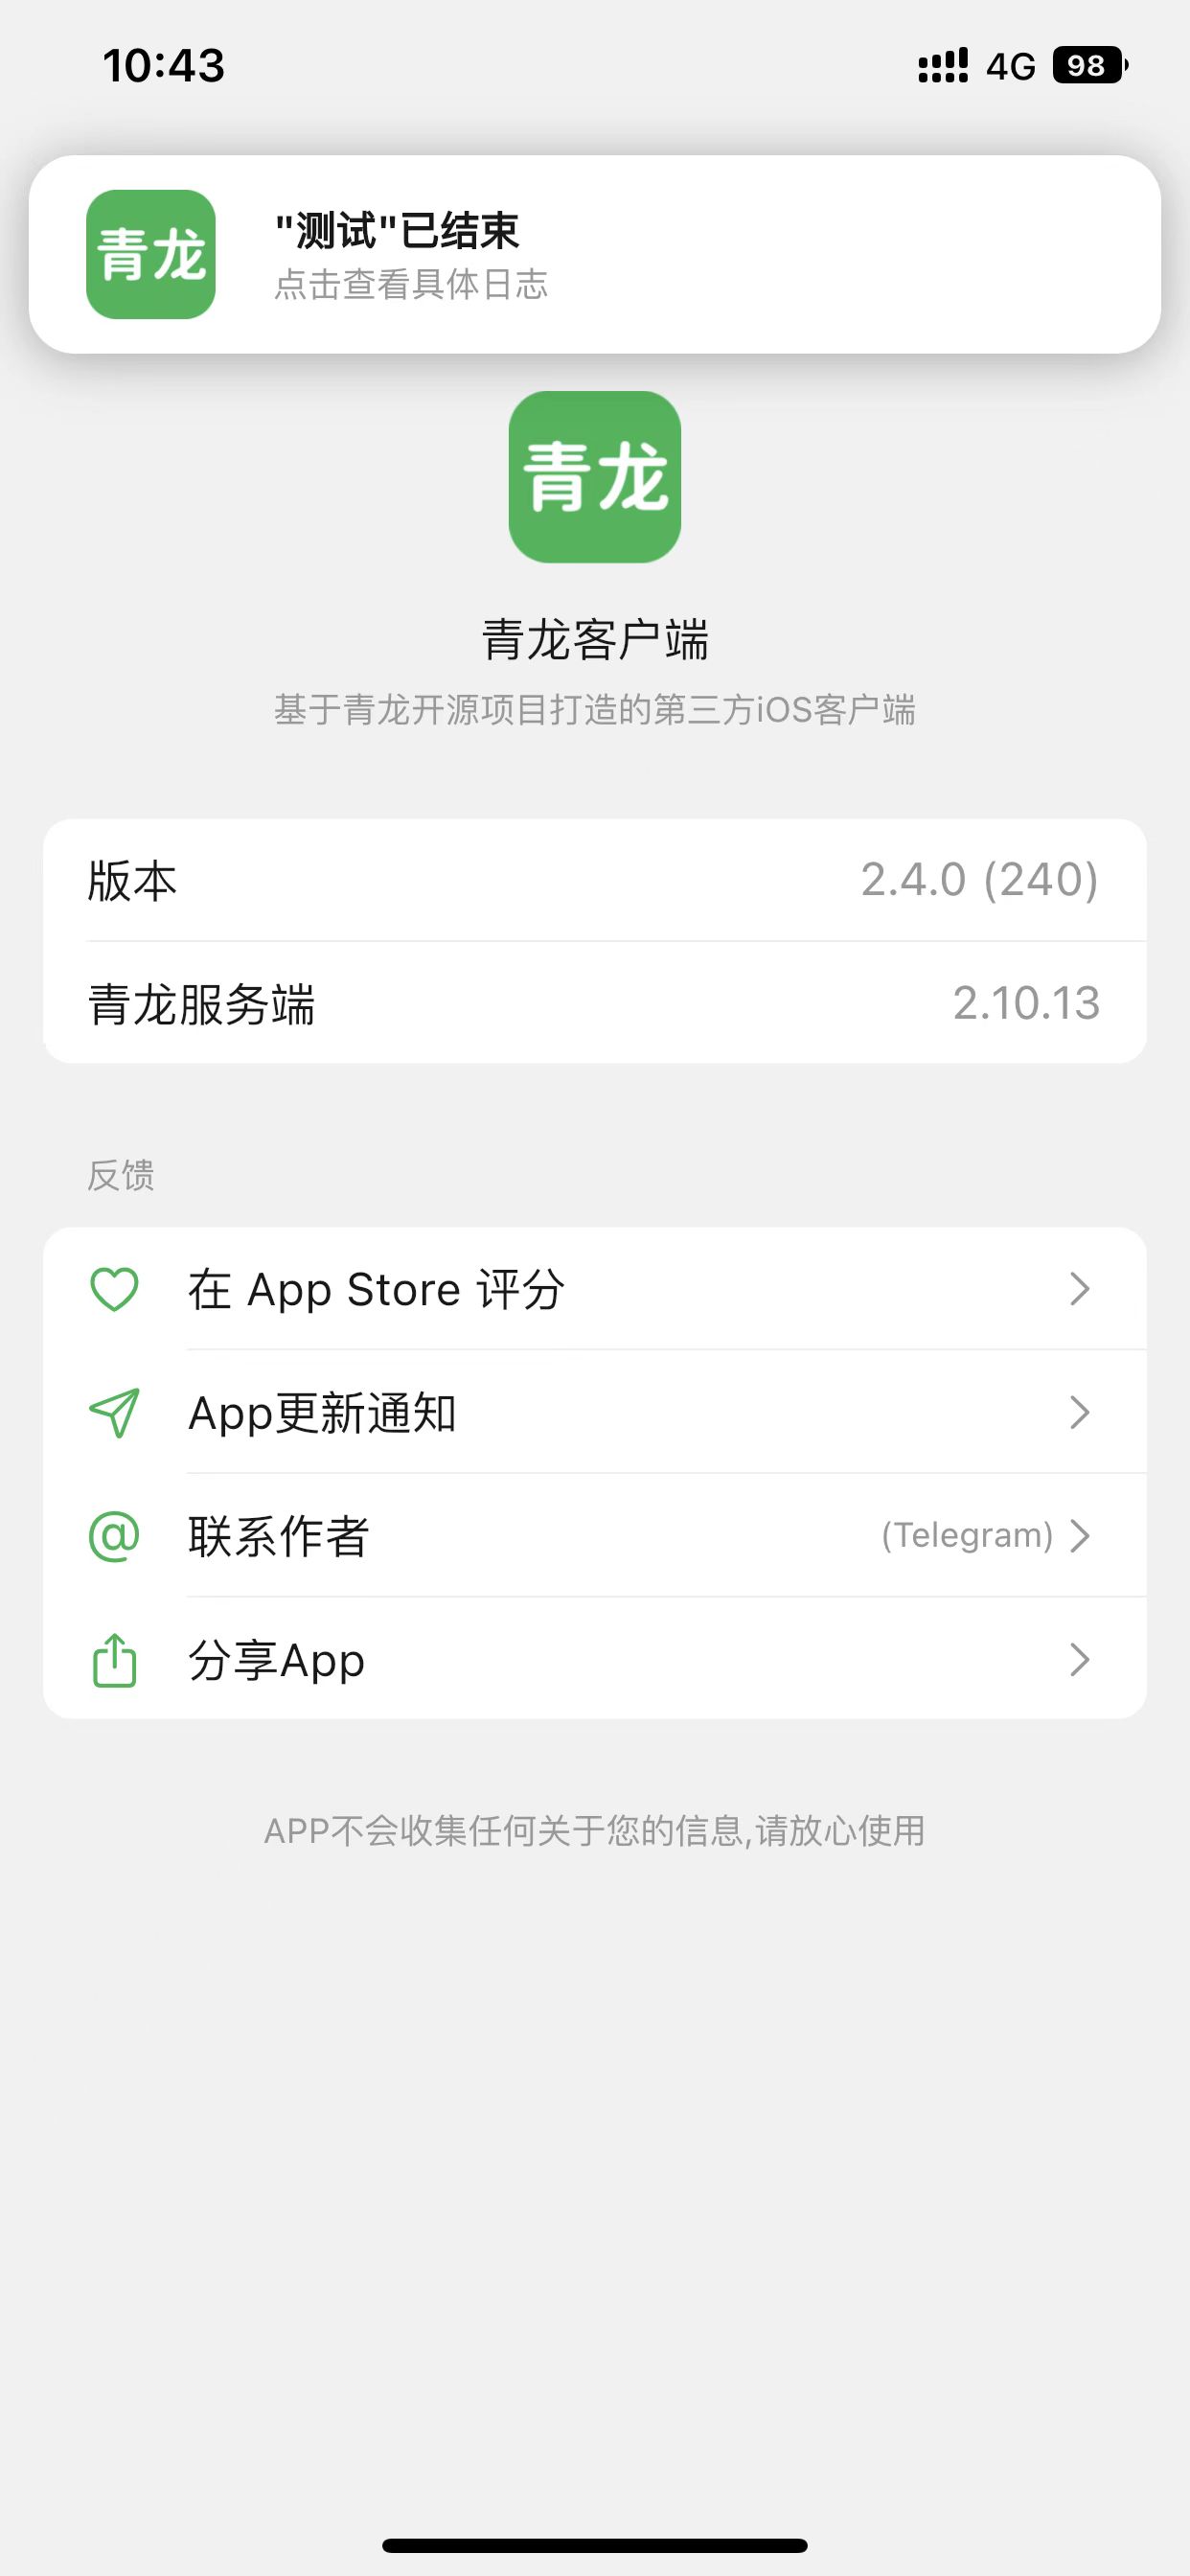 10:43
4G 98
青龙
"测试"已结束
点击查看具体日志
青龙
青龙客户端
基于青龙开源项目打造的第三方iOS客户端
版本 2.4.0 (240)
青龙服务端 2.10.13
反馈
在 App Store 评分
App更新通知
联系作者 (Telegram)
分享App
APP不会收集任何关于您的信息,请放心使用